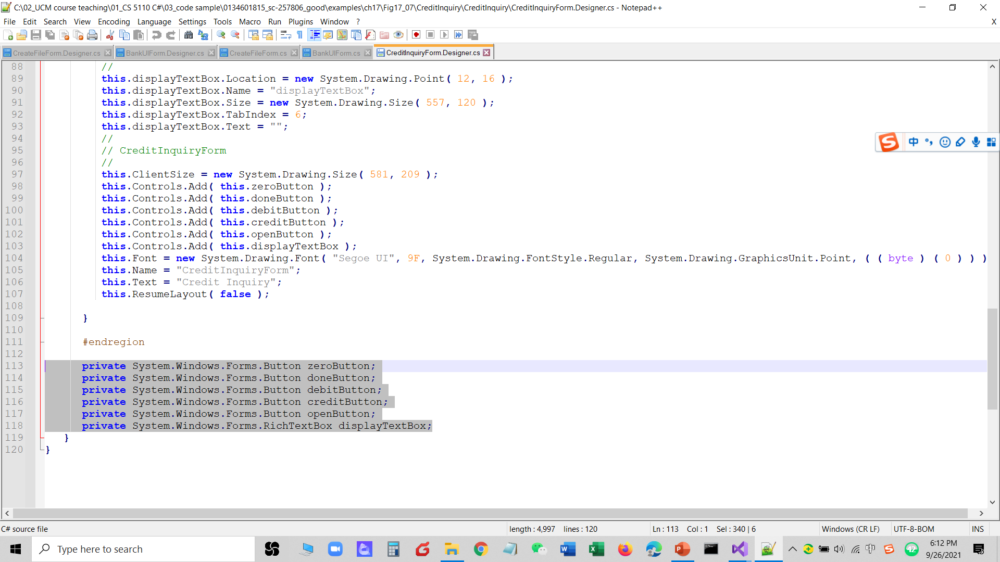 C:\02_UCM course teaching\01_CS 5110 C#\03_code sample\0134601815_sc-257806_good\examples\ch17\Fig17_07\CreditInquiry\CreditInquiry\CreditInquiryForm.Designer.cs - Notepad++
File Edit Search View Encoding Language Settings Tools Macro Run Plugins Window ? X
CreateFileForm.Designer.cs BankUIForm.Designer.cs CreateFileForm.cs BankUIForm.cs CreditInquiryForm.Designer.cs
88 //
89 this.displayTextBox.Location = new System.Drawing.Point( 12, 16 );
90 this.displayTextBox.Name = "displayTextBox";
91 this.displayTextBox.Size = new System.Drawing.Size( 557, 120 );
92 this.displayTextBox.TabIndex = 6;
93 this.displayTextBox.Text = "";
94 //
95 // CreditInquiryForm
96 //
97 this.ClientSize = new System.Drawing.Size( 581, 209 );
98 this.Controls.Add( this.zeroButton );
99 this.Controls.Add( this.doneButton );
100 this.Controls.Add( this.debitButton );
101 this.Controls.Add( this.creditButton );
102 this.Controls.Add( this.openButton );
103 this.Controls.Add( this.displayTextBox );
104 this.Font = new System.Drawing.Font( "Segoe UI", 9F, System.Drawing.FontStyle.Regular, System.Drawing.GraphicsUnit.Point, ( ( byte ) ( 0 ) ) )
105 this.Name = "CreditInquiryForm";
106 this.Text = "Credit Inquiry";
107 this.ResumeLayout( false );
108
109 }
110
111 #endregion
112
113 private System.Windows.Forms.Button zeroButton;
114 private System.Windows.Forms.Button doneButton;
115 private System.Windows.Forms.Button debitButton;
116 private System.Windows.Forms.Button creditButton;
117 private System.Windows.Forms.Button openButton;
118 private System.Windows.Forms.RichTextBox displayTextBox;
119 }
120 }
S 中
C# source file length : 4,997 lines : 120 Ln : 113 Col : 1 Sel : 340 | 6 Windows (CR LF) UTF-8-BOM INS
Type here to search 中 S 42 6:12 PM
9/26/2021